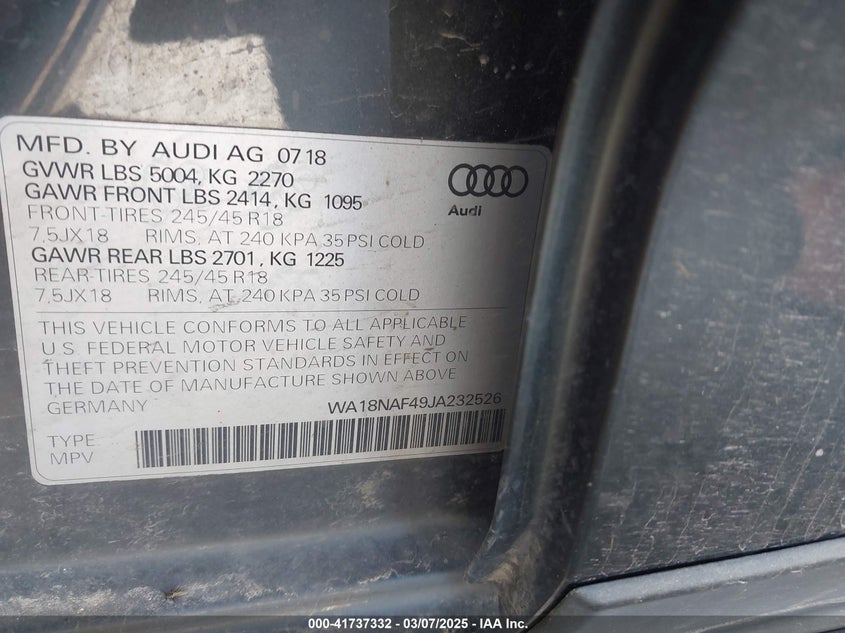 MFD. BY AUDI AG 0718
GVWR LBS 5004, KG 2270
GAWR FRONT LBS 2414, KG 1095
FRONT-TIRES 245/45 R18
7,5JX18 RIMS, AT 240 KPA 35 PSI COLD
GAWR REAR LBS 2701, KG 1225
REAR-TIRES 245/45 R18
7,5JX18 RIMS, AT 240 KPA 35 PSI COLD
Audi
THIS VEHICLE CONFORMS TO ALL APPLICABLE
U.S. FEDERAL MOTOR VEHICLE SAFETY AND
THEFT PREVENTION STANDARDS IN EFFECT ON
THE DATE OF MANUFACTURE SHOWN ABOVE
GERMANY WA18NAF49JA232526
TYPE
MPV
000-41737332 — 03/07/2025 — IAA Inc.